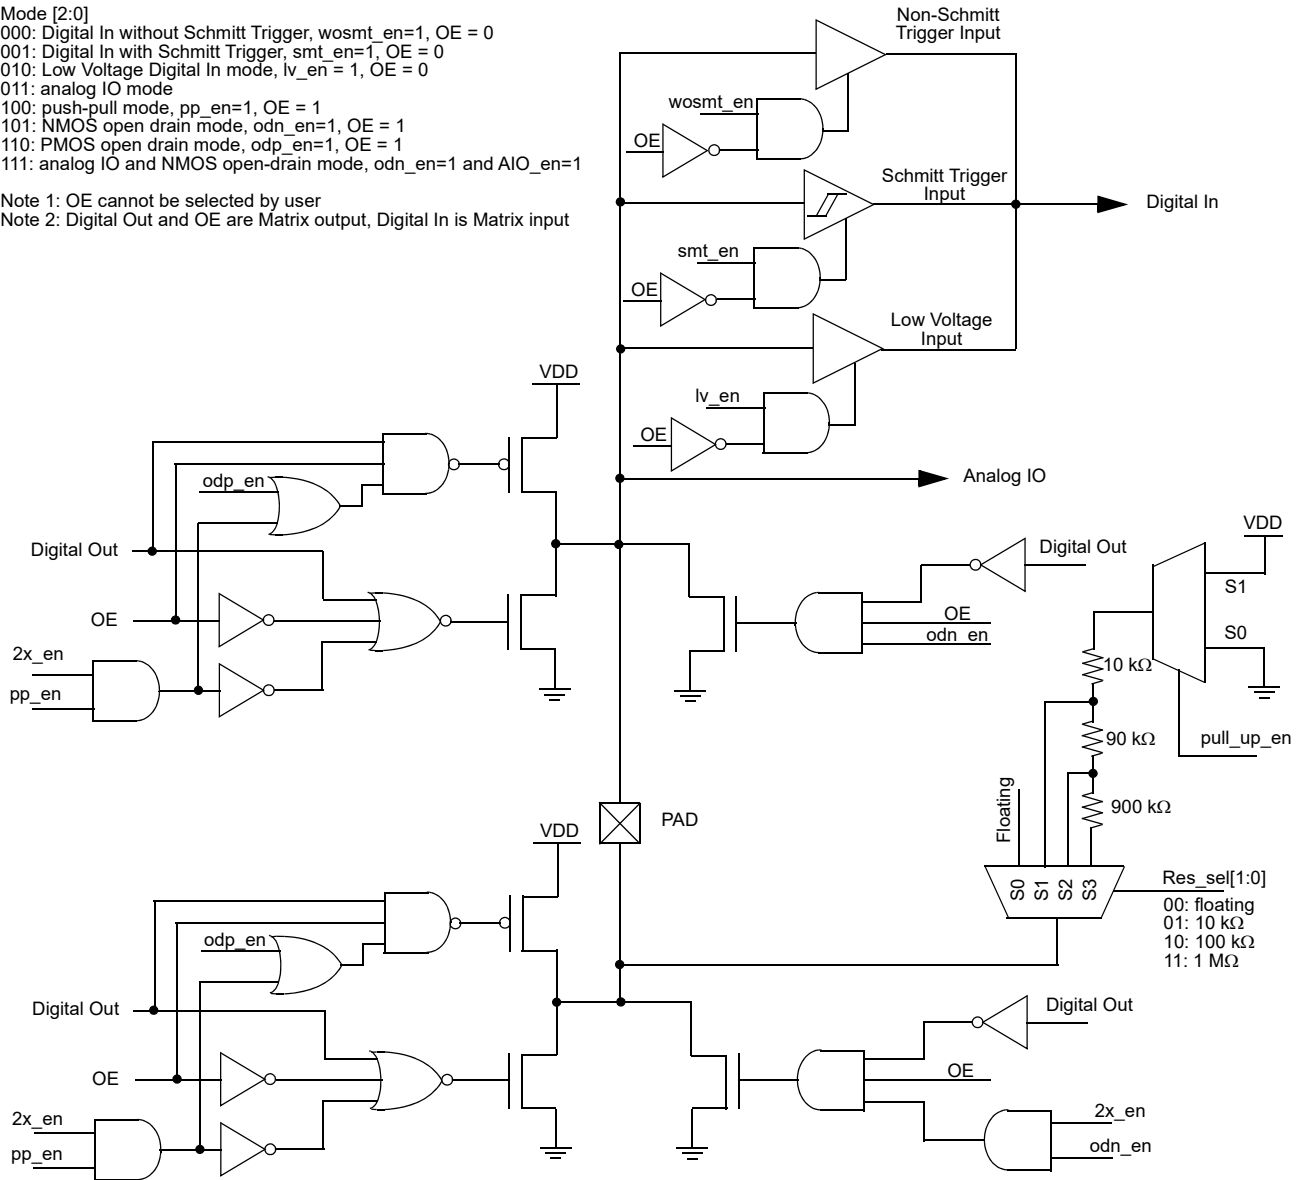 Mode [2:0]
000: Digital In without Schmitt Trigger, wosmt_en=1, OE = 0
001: Digital In with Schmitt Trigger, smt_en=1, OE = 0
010: Low Voltage Digital In mode, lv_en = 1, OE = 0
011: analog IO mode
100: push-pull mode, pp_en=1, OE = 1
101: NMOS open drain mode, odn_en=1, OE = 1
110: PMOS open drain mode, odp_en=1, OE = 1
111: analog IO and NMOS open-drain mode, odn_en=1 and AIO_en=1
Note 1: OE cannot be selected by user
Note 2: Digital Out and OE are Matrix output, Digital In is Matrix input
Non-Schmitt
Trigger Input
wosmt_en
OE
Schmitt Trigger
Input
Digital In
smt_en
OE
Low Voltage
Input
lv_en
OE
Analog IO
VDD
odp_en
Digital Out
OE
2x_en
pp_en
Digital Out
OE
odn_en
VDD
S1
S0
pull_up_en
10 kΩ
90 kΩ
900 kΩ
Floating
S0
S1
S2
S3
Res_sel[1:0]
00: floating
01: 10 kΩ
10: 100 kΩ
11: 1 MΩ
PAD
VDD
odp_en
Digital Out
OE
2x_en
pp_en
Digital Out
OE
2x_en
odn_en